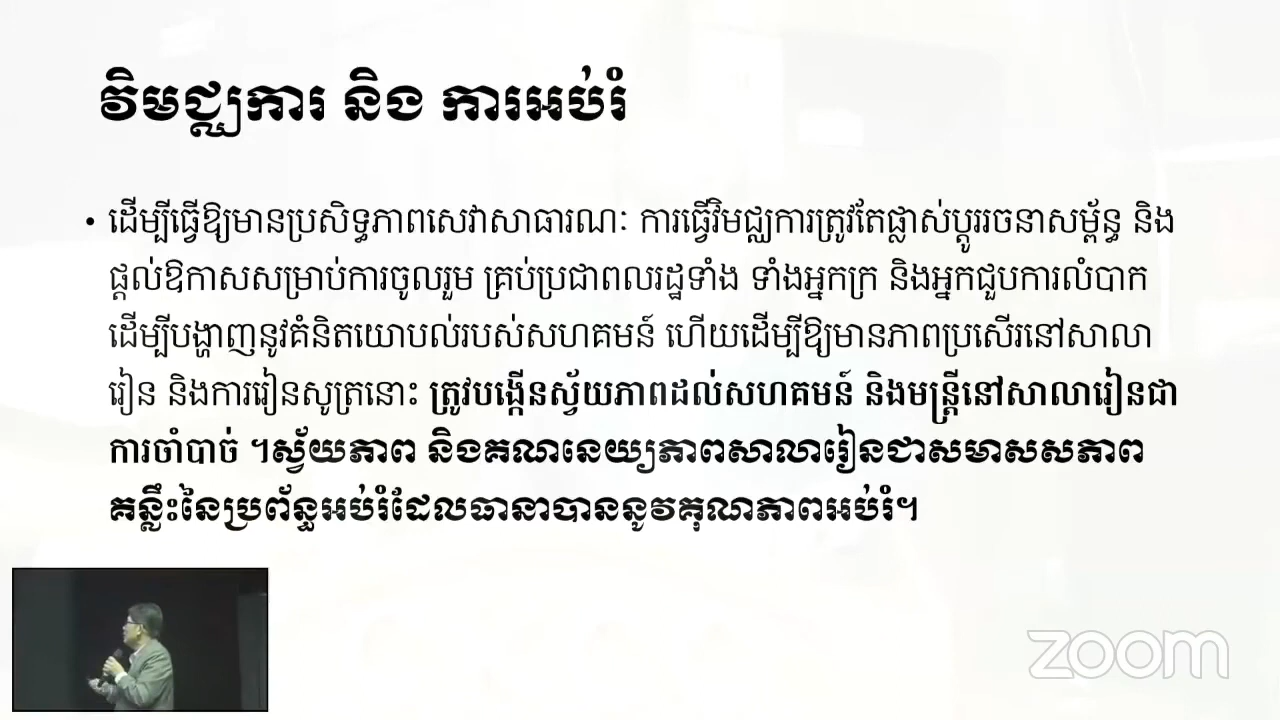 វិមជ្ឈការ និង ការអប់រំ
• ដើម្បីធ្វើឱ្យមានប្រសិទ្ធភាពសេវាសាធារណៈ ការធ្វើវិមជ្ឈការត្រូវតែផ្លាស់ប្តូររចនាសម្ព័ន្ធ និង
ផ្តល់ឱកាសសម្រាប់ការចូលរួម គ្រប់ប្រជាពលរដ្ឋទាំង ទាំងអ្នកក្រ និងអ្នកជួបការលំបាក
ដើម្បីបង្ហាញនូវគំនិតយោបល់របស់សហគមន៍ ហើយដើម្បីឱ្យមានភាពប្រសើរនៅសាលា
រៀន និងការរៀនសូត្រនោះ ត្រូវបង្កើនស្វ័យភាពដល់សហគមន៍ និងមន្ត្រីនៅសាលារៀនជា
ការចាំបាច់ ។ស្វ័យភាព និងគណនេយ្យភាពសាលារៀនជាសមាសសភាព
គន្លឹះនៃប្រព័ន្ធអប់រំដែលធានាបាននូវគុណភាពអប់រំ។
zoom